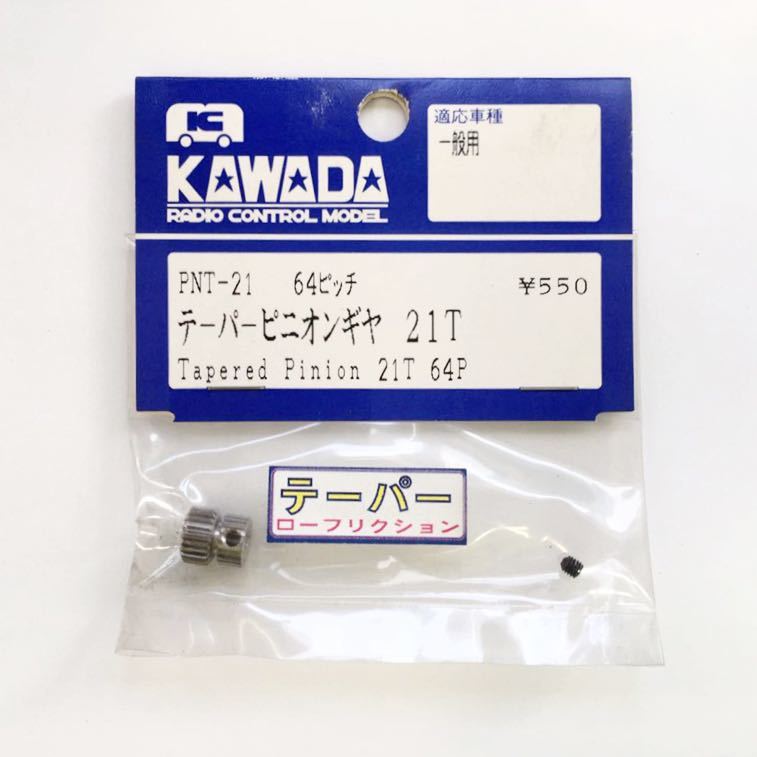 K
KAWADA
RADIO CONTROL MODEL
適応車種
一般用
PNT-21 64ピッチ ¥550
テーパーピニオンギヤ 21T
Tapered Pinion 21T 64P
テーパー
ローフリクション